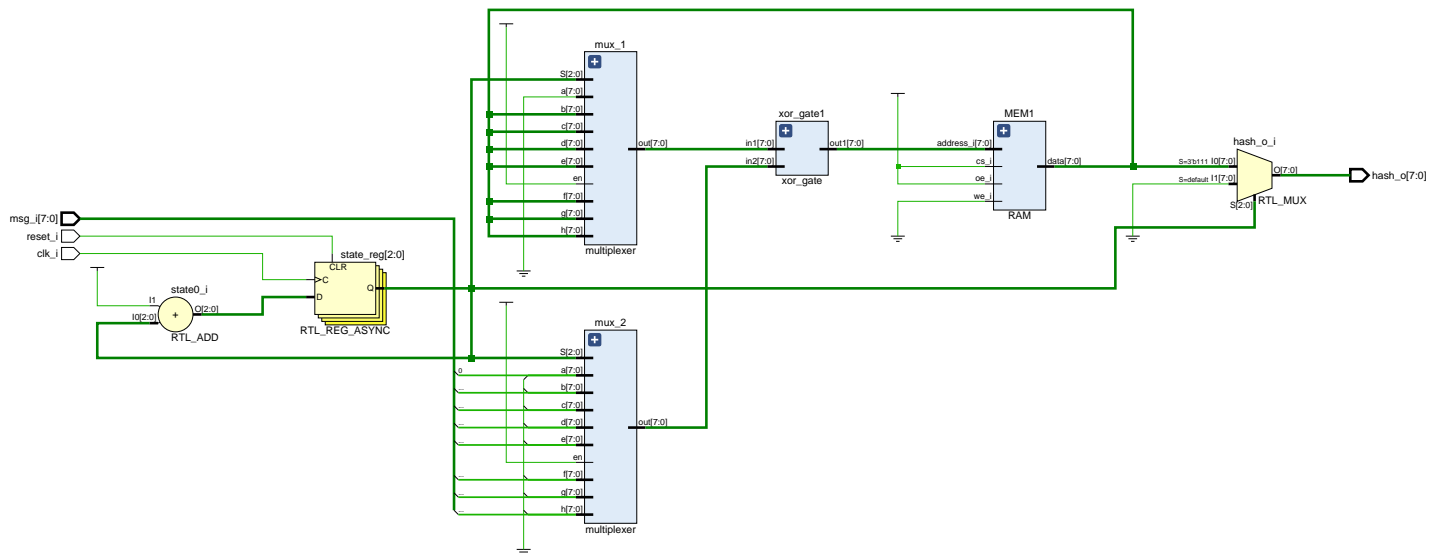 mux_1
S[2:0]
a[7:0]
b[7:0]
c[7:0]
d[7:0]
e[7:0]
en
f[7:0]
g[7:0]
h[7:0]
out[7:0]
multiplexer
xor_gate1
in1[7:0]
in2[7:0]
out1[7:0]
xor_gate
MEM1
address_i[7:0]
cs_i
oe_i
we_i
data[7:0]
RAM
hash_o_i
S=3'b111 I0[7:0]
S=default I1[7:0]
S[2:0]
O[7:0]
RTL_MUX
hash_o[7:0]
msg_i[7:0]
reset_i
clk_i
state0_i
I1
I0[2:0]
+
O[2:0]
RTL_ADD
state_reg[2:0]
CLR
C
D
Q
RTL_REG_ASYNC
mux_2
S[2:0]
0
a[7:0]
...
b[7:0]
...
c[7:0]
...
d[7:0]
...
e[7:0]
en
...
f[7:0]
...
g[7:0]
...
h[7:0]
out[7:0]
multiplexer